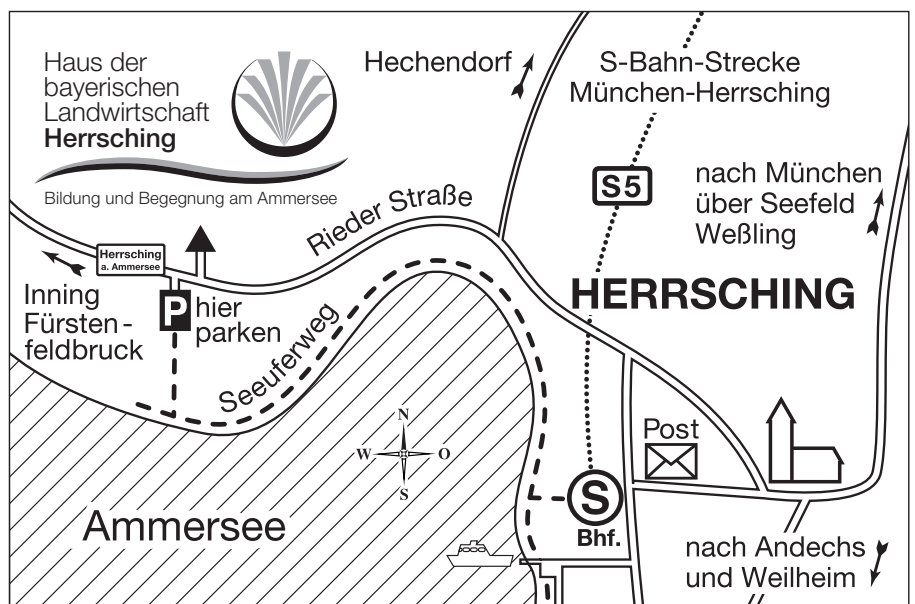 Haus der
bayerischen
Landwirtschaft
Herrsching
Bildung und Begegnung am Ammersee
Hechendorf
S-Bahn-Strecke
München-Herrsching
S5
nach München
über Seefeld
Weßling
Rieder Straße
Herrsching
a. Ammersee
HERRSCHING
Inning
Fürsten-
feldbruck
P
hier
parken
Seeuferweg
N
W
O
S
Post
S
Bhf.
Ammersee
nach Andechs
und Weilheim